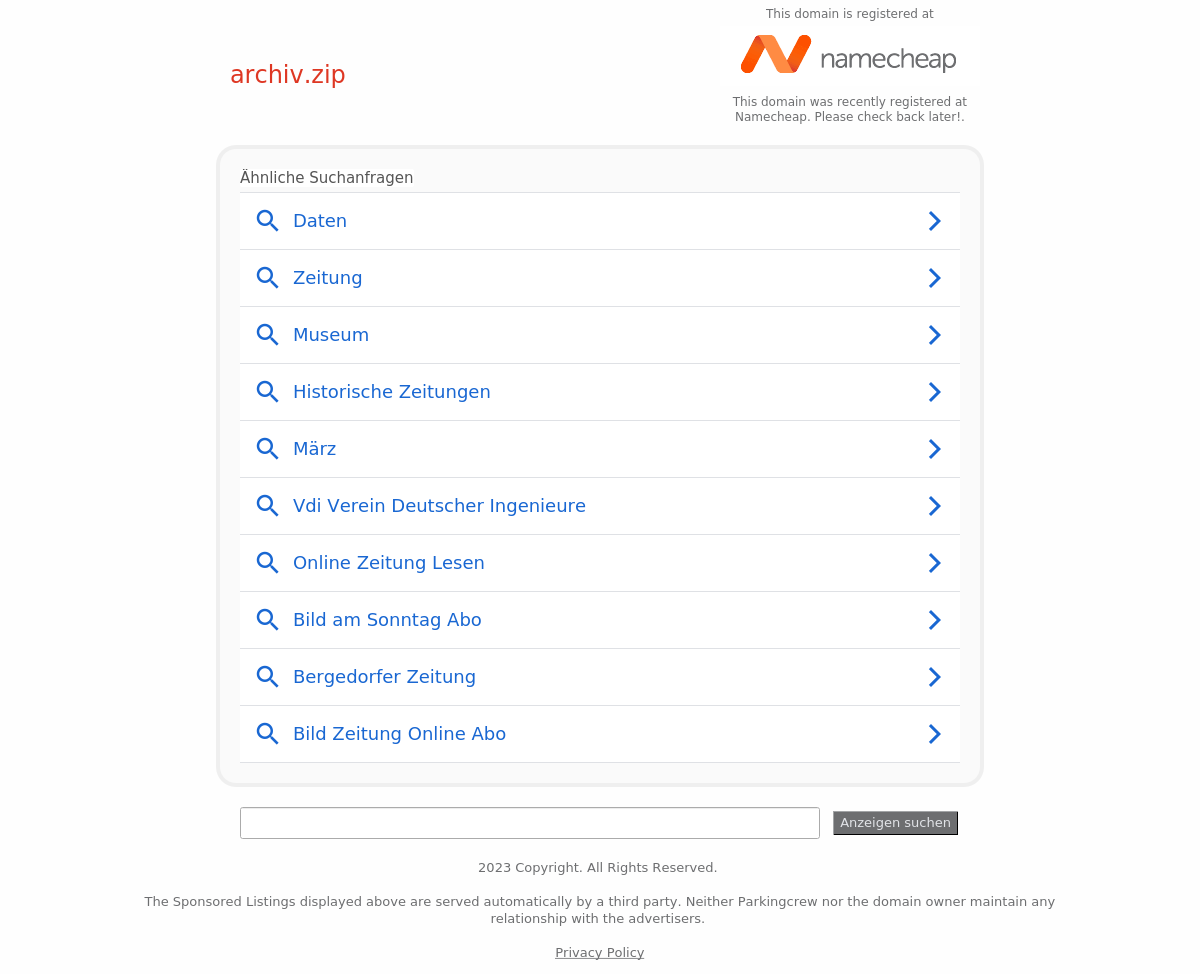 This domain is registered at
namecheap
archiv.zip
This domain was recently registered at
Namecheap. Please check back later!.
Ähnliche Suchanfragen
Daten
Zeitung
Museum
Historische Zeitungen
März
Vdi Verein Deutscher Ingenieure
Online Zeitung Lesen
Bild am Sonntag Abo
Bergedorfer Zeitung
Bild Zeitung Online Abo
Anzeigen suchen
2023 Copyright. All Rights Reserved.
The Sponsored Listings displayed above are served automatically by a third party. Neither Parkingcrew nor the domain owner maintain any
relationship with the advertisers.
Privacy Policy